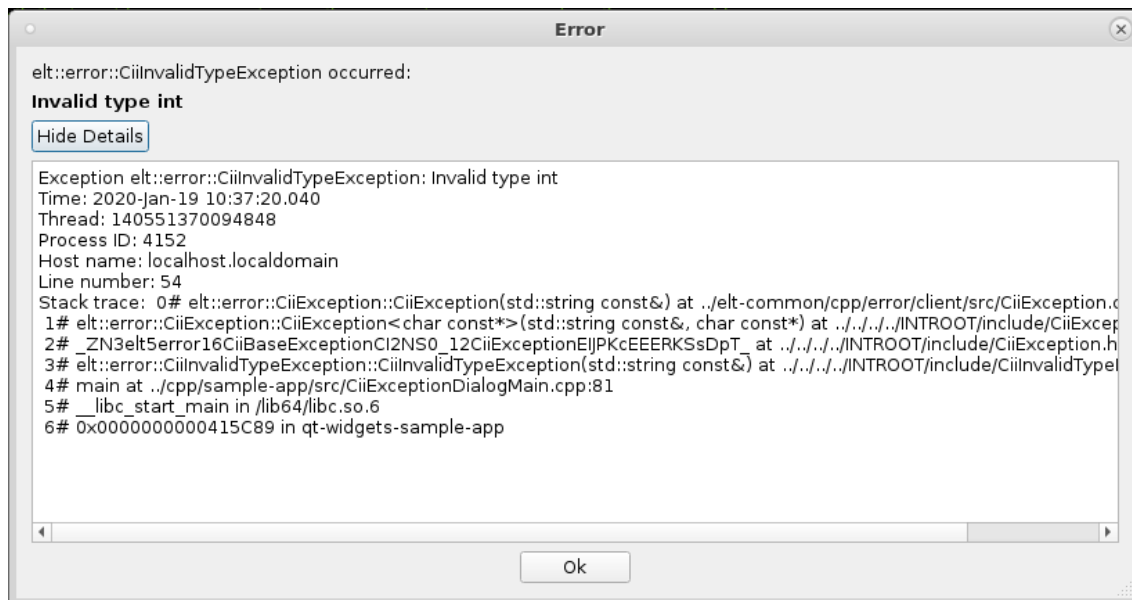 Error
elt::error::CiiInvalidTypeException occurred:
Invalid type int
Hide Details
Exception elt::error::CiiInvalidTypeException: Invalid type int
Time: 2020-Jan-19 10:37:20.040
Thread: 140551370094848
Process ID: 4152
Host name: localhost.localdomain
Line number: 54
Stack trace:  0# elt::error::CiiException::CiiException(std::string const&) at ../elt-common/cpp/error/client/src/CiiException.c
1# elt::error::CiiException::CiiException<char const*>(std::string const&, char const*) at ../../../../INTROOT/include/CiiExcep
2# _ZN3elt5error16CiiBaseExceptionCI2NS0_12CiiExceptionEIJPKcEEERKSsDpT_ at ../../../../INTROOT/include/CiiException.h
3# elt::error::CiiInvalidTypeException::CiiInvalidTypeException(std::string const&) at ../../../../INTROOT/include/CiiInvalidTypeE
4# main at ../cpp/sample-app/src/CiiExceptionDialogMain.cpp:81
5# __libc_start_main in /lib64/libc.so.6
6# 0x0000000000415C89 in qt-widgets-sample-app
Ok